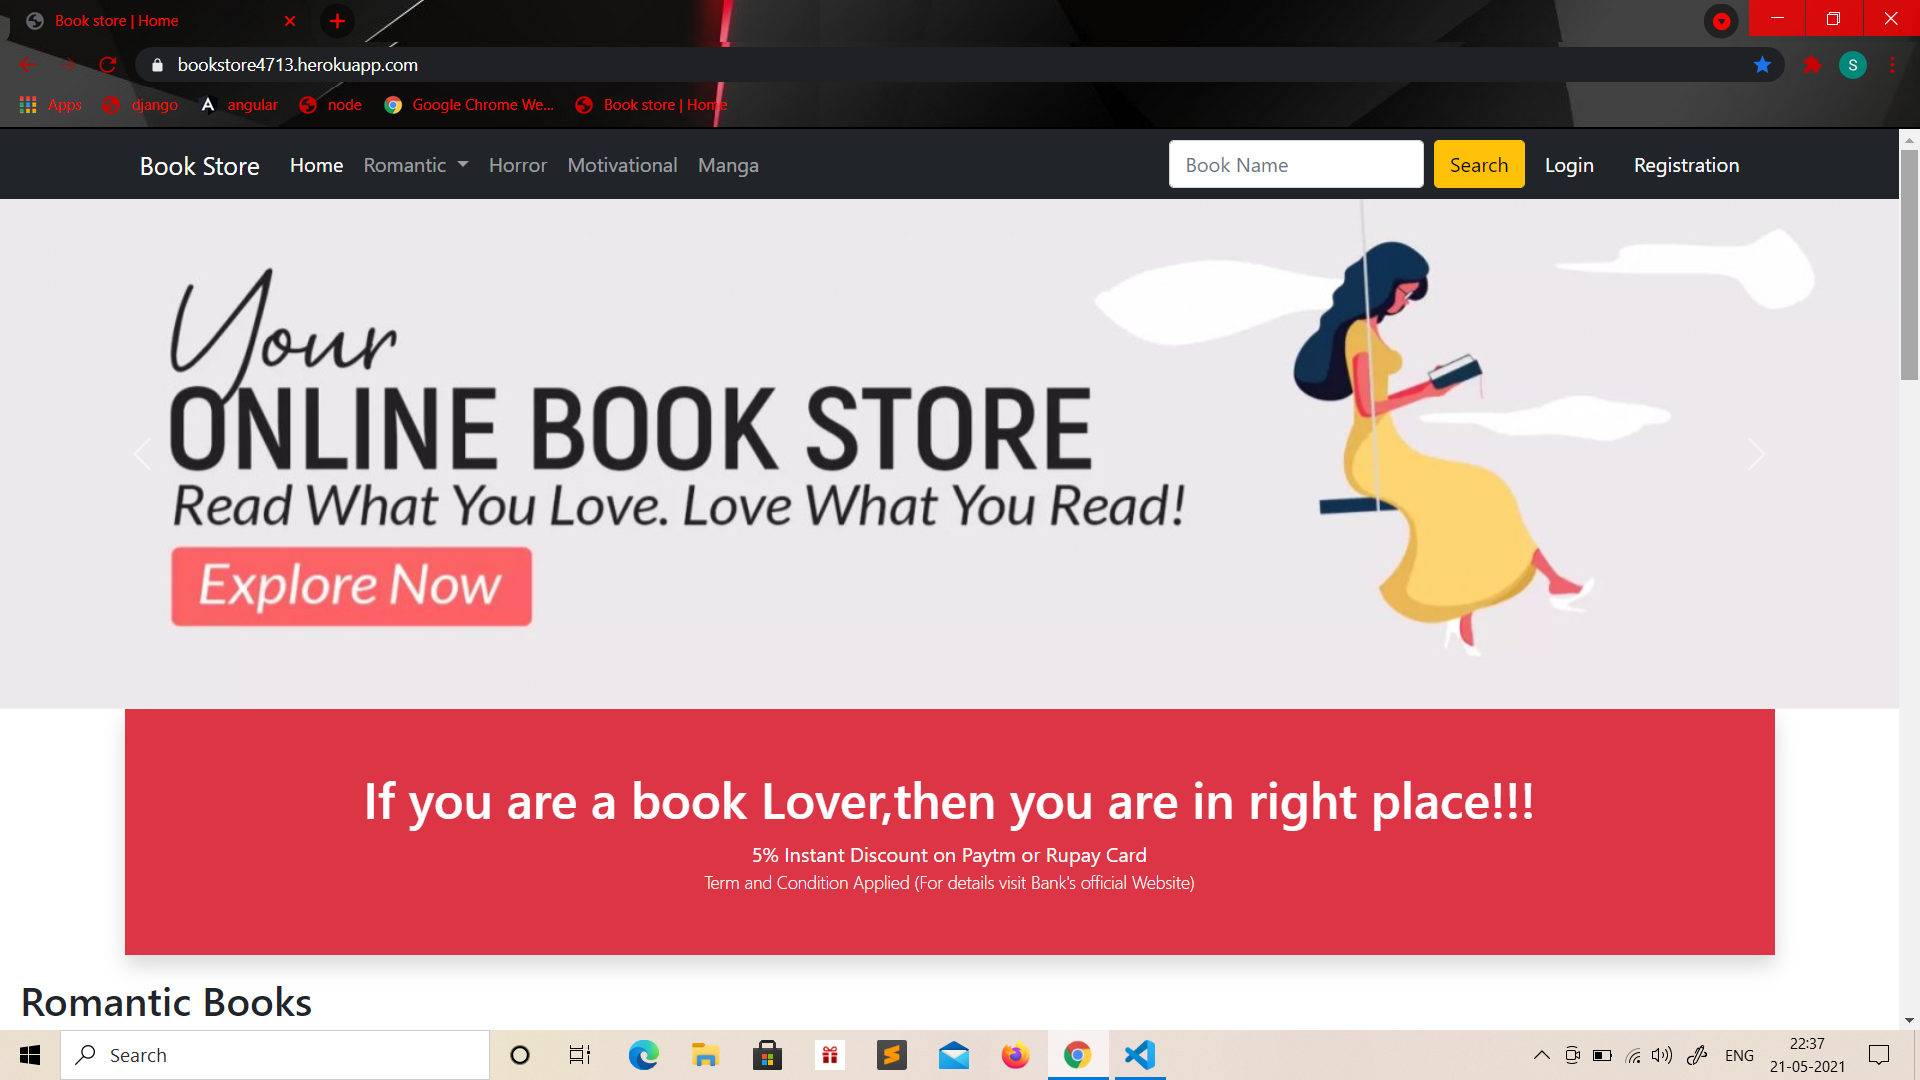 Book store | Home
bookstore4713.herokuapp.com
S
Apps django angular node Google Chrome We... Book store | Home
Book Store Home Romantic Horror Motivational Manga Book Name Search Login Registration
Your
ONLINE BOOK STORE
Read What You Love. Love What You Read!
Explore Now
If you are a book Lover,then you are in right place!!!
5% Instant Discount on Paytm or Rupay Card
Term and Condition Applied (For details visit Bank's official Website)
Romantic Books
Search
ENG
22:37
21-05-2021